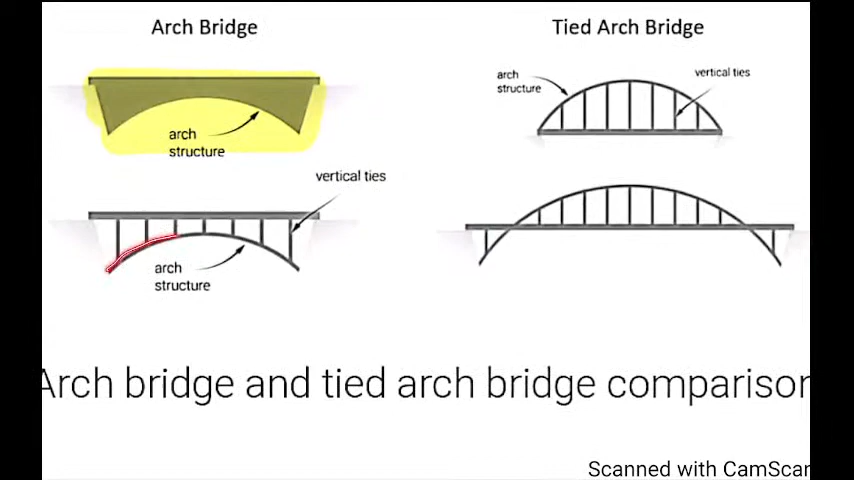 Arch Bridge
arch
structure
vertical ties
arch
structure
Tied Arch Bridge
arch
structure
vertical ties
Arch bridge and tied arch bridge comparison
Scanned with CamScan